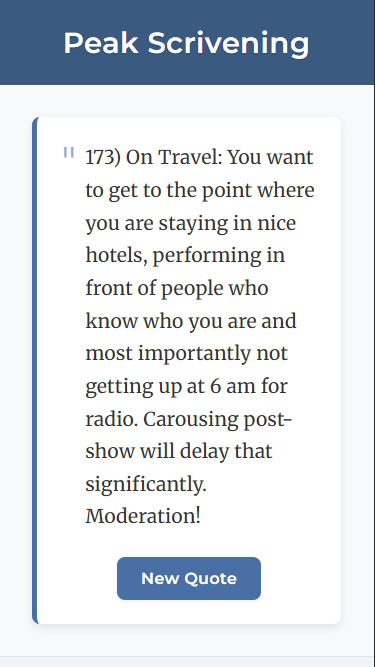 Peak Scrivening
" 173) On Travel: You want
to get to the point where
you are staying in nice
hotels, performing in
front of people who
know who you are and
most importantly not
getting up at 6 am for
radio. Carousing post-
show will delay that
significantly.
Moderation!
New Quote